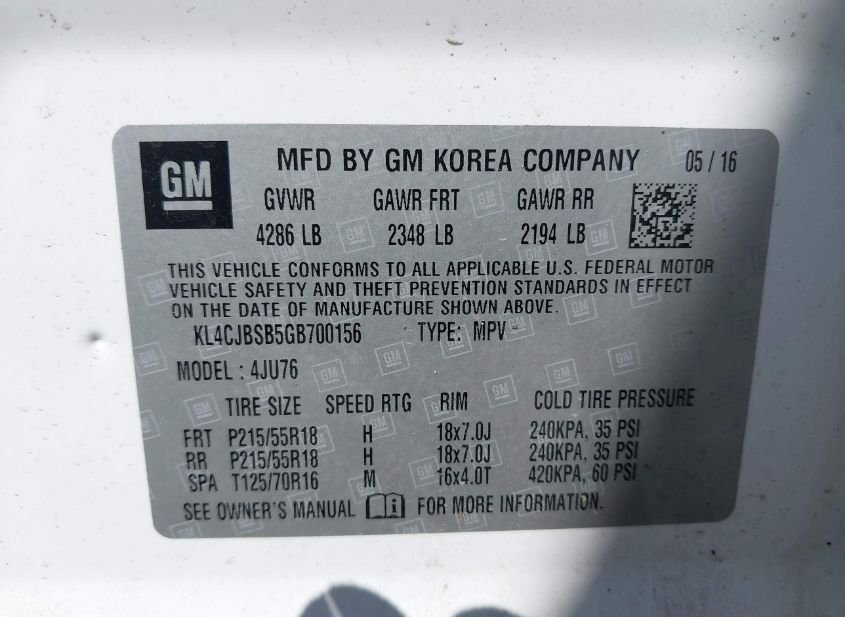 GM MFD BY GM KOREA COMPANY 05 / 16
GVWR GAWR FRT GAWR RR
4286 LB 2348 LB 2194 LB
THIS VEHICLE CONFORMS TO ALL APPLICABLE U.S. FEDERAL MOTOR
VEHICLE SAFETY AND THEFT PREVENTION STANDARDS IN EFFECT
ON THE DATE OF MANUFACTURE SHOWN ABOVE.
KL4CJBSB5GB700156 TYPE: MPV
MODEL : 4JU76
TIRE SIZE SPEED RTG RIM COLD TIRE PRESSURE
FRT P215/55R18 H 18x7.0J 240KPA, 35 PSI
RR P215/55R18 H 18x7.0J 240KPA, 35 PSI
SPA T125/70R16 M 16x4.0T 420KPA, 60 PSI
SEE OWNER'S MANUAL FOR MORE INFORMATION.